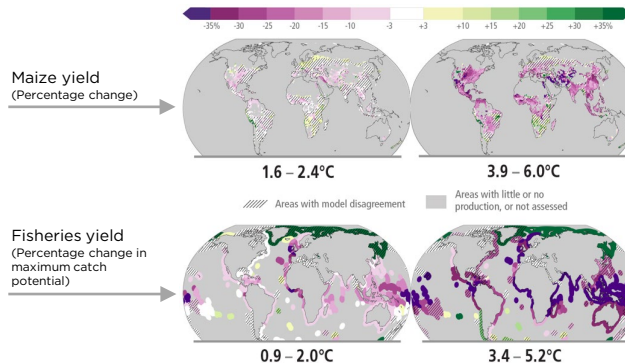 -35% -30 -20 -15 -10 -3 +3 +10 +15 +20 +30 +35%
Maize yield
(Percentage change)
1.6 – 2.4°C
3.9 – 6.0°C
Areas with model disagreement
Areas with little or no
production, or not assessed
Fisheries yield
(Percentage change in
maximum catch
potential)
0.9 – 2.0°C
3.4 – 5.2°C